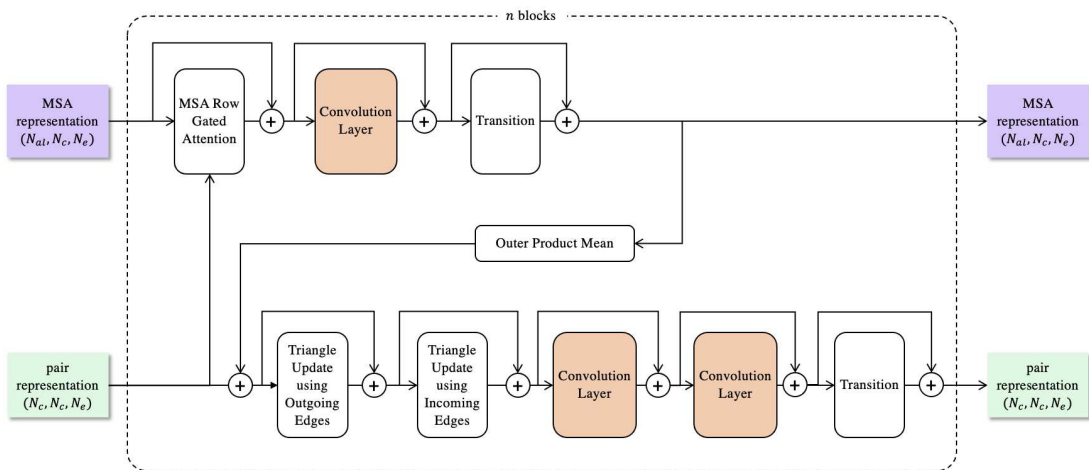 n blocks
MSA
representation
(N_al, N_c, N_e)
MSA Row
Gated
Attention
+
Convolution
Layer
+
Transition
+
MSA
representation
(N_al, N_c, N_e)
Outer Product Mean
pair
representation
(N_c, N_c, N_e)
+
Triangle
Update
using
Outgoing
Edges
+
Triangle
Update
using
Incoming
Edges
+
Convolution
Layer
+
Convolution
Layer
+
Transition
+
pair
representation
(N_c, N_c, N_e)